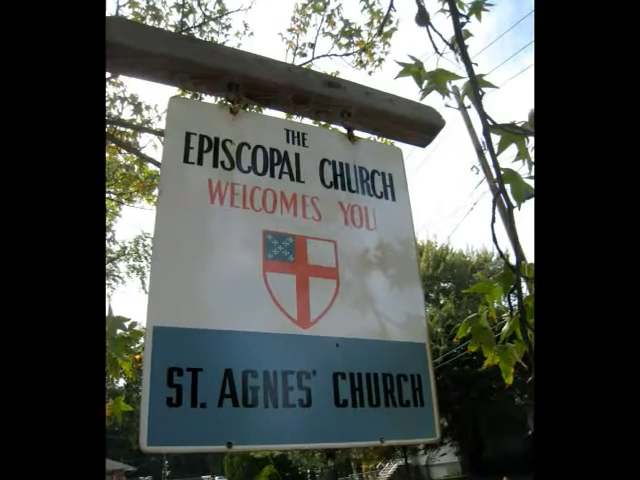 THE
EPISCOPAL CHURCH
WELCOMES YOU
ST. AGNES' CHURCH